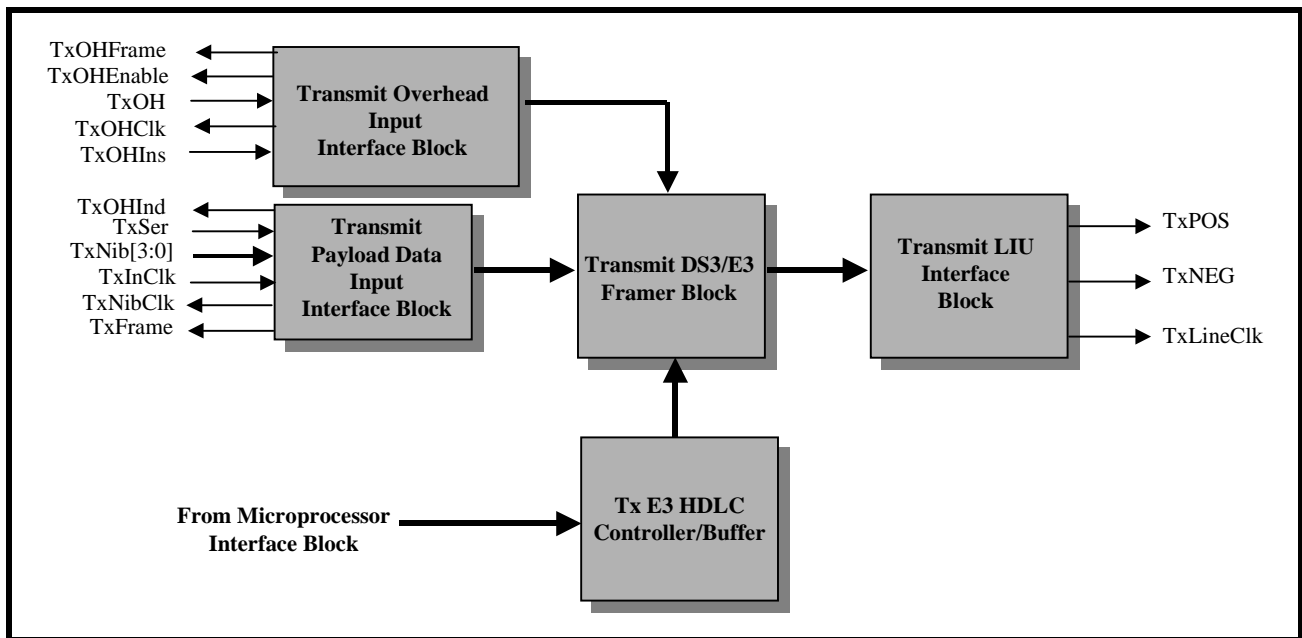 TxOHFrame
TxOHEnable
TxOH
TxOHClk
TxOHIns
Transmit Overhead
Input
Interface Block
TxOHInd
TxSer
TxNib[3:0]
TxInClk
TxNibClk
TxFrame
Transmit
Payload Data
Input
Interface Block
Transmit DS3/E3
Framer Block
Transmit LIU
Interface
Block
TxPOS
TxNEG
TxLineClk
From Microprocessor
Interface Block
Tx E3 HDLC
Controller/Buffer